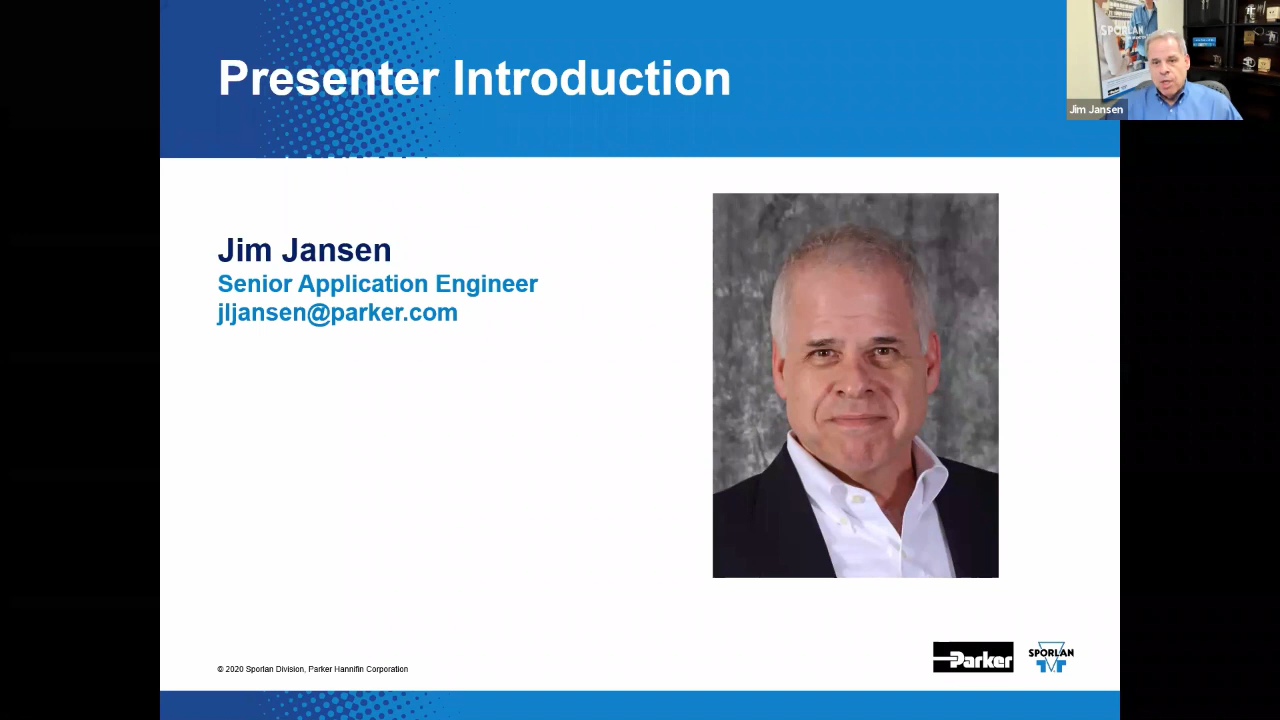 Presenter Introduction
SPORLAN
Jim Jansen
Jim Jansen
Senior Application Engineer
jljansen@parker.com
© 2020 Sporlan Division, Parker Hannifin Corporation
Parker
SPORLAN